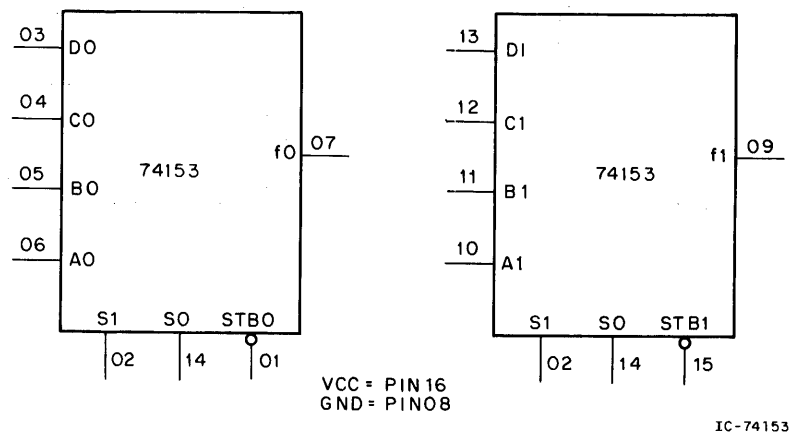 03 D0
04 C0
05 B0
06 A0
74153
f0 07
S1 S0 STB0
02 14 01
13 D1
12 C1
11 B1
10 A1
74153
f1 09
S1 S0 STB1
02 14 15
VCC = PIN 16
GND = PIN08
IC-74153